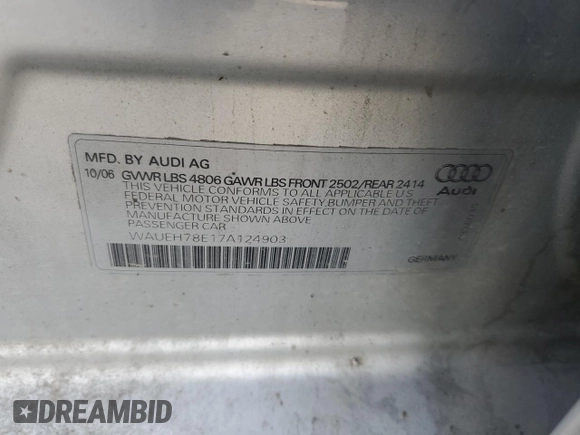 MFD. BY AUDI AG
10/06 GVWR LBS 4806 GAWR LBS FRONT 2502/REAR 2414
THIS VEHICLE CONFORMS TO ALL APPLICABLE U.S.
FEDERAL MOTOR VEHICLE SAFETY, BUMPER AND THEFT
PREVENTION STANDARDS IN EFFECT ON THE DATE OF
MANUFACTURE SHOWN ABOVE
PASSENGER CAR
WAUEH78E17A124903
Audi
GERMANY
DREAMBID